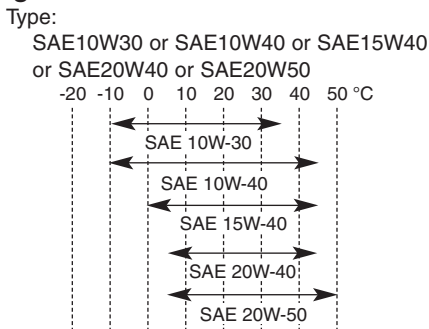 Type:
SAE10W30 or SAE10W40 or SAE15W40
or SAE20W40 or SAE20W50
-20 -10 0 10 20 30 40 50 °C
SAE 10W-30
SAE 10W-40
SAE 15W-40
SAE 20W-40
SAE 20W-50